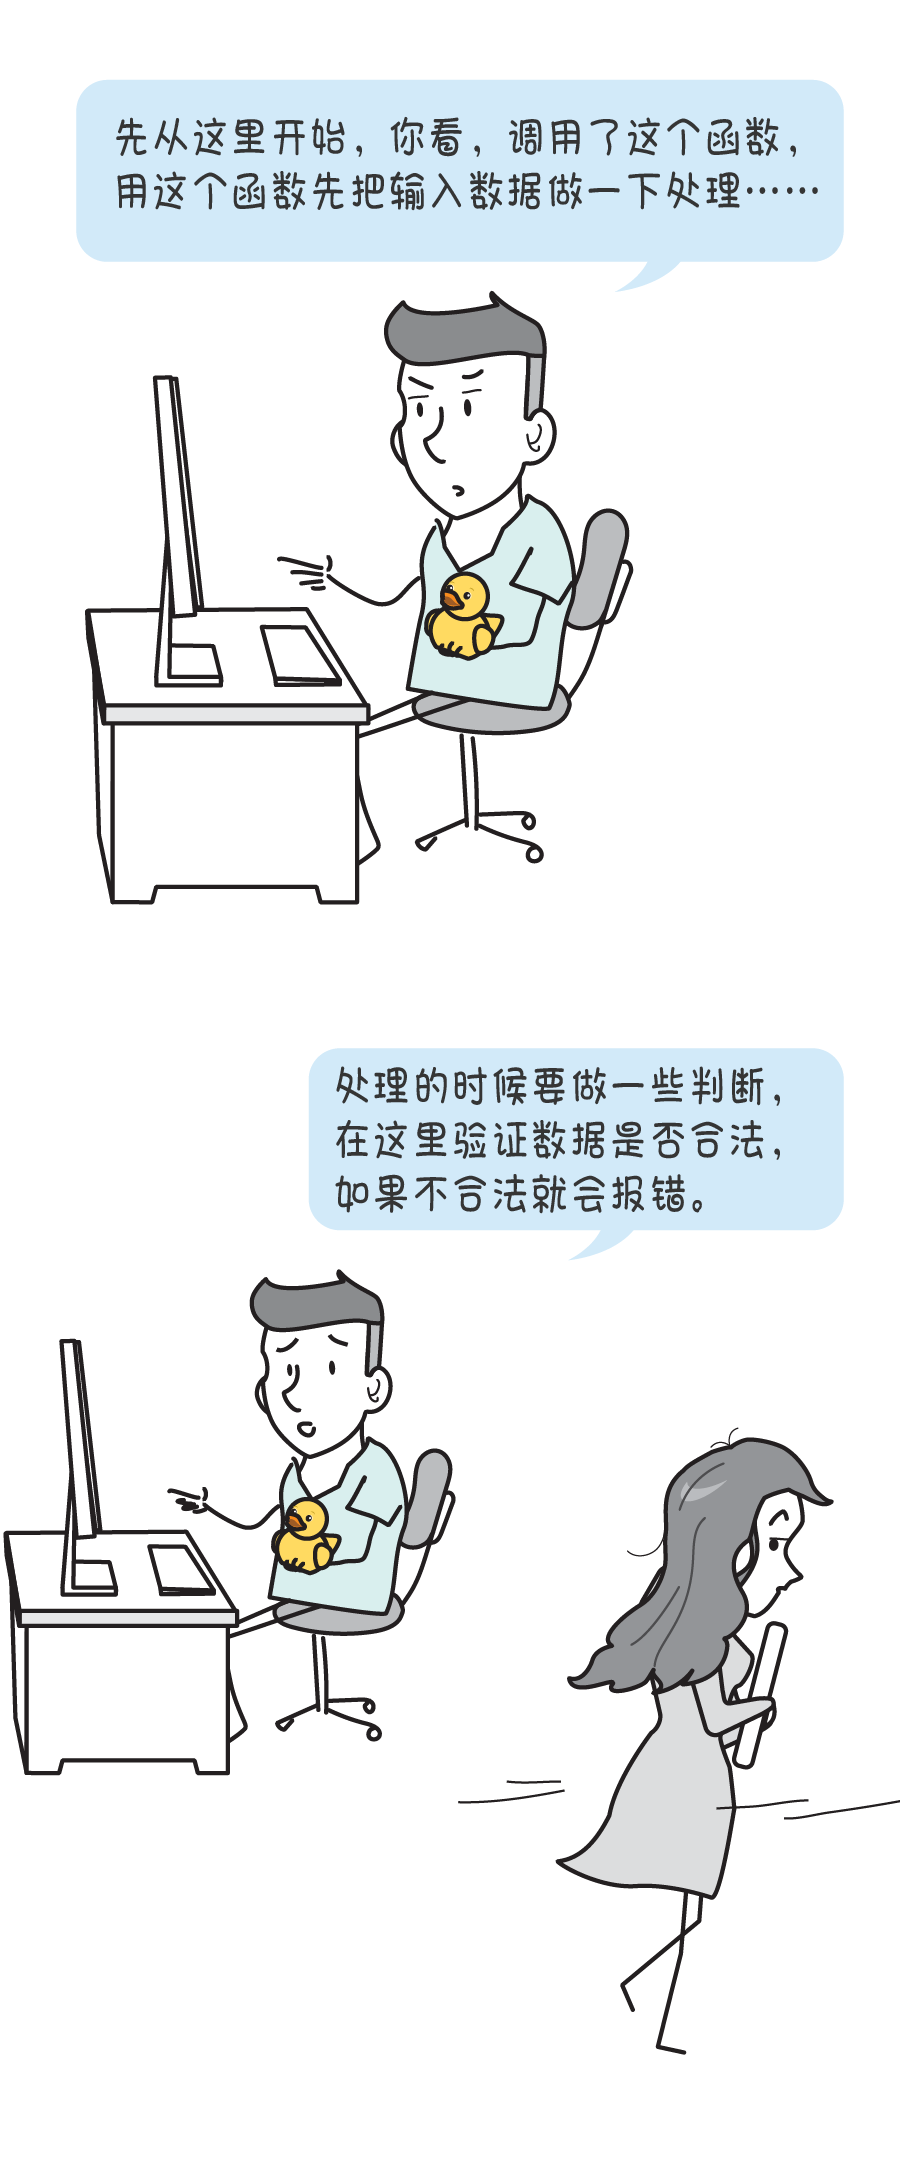 先从这里开始，你看，调用了这个函数，
用这个函数先把输入数据做一下处理……
处理的时候要做一些判断，
在这里验证数据是否合法，
如果不合法就会报错。